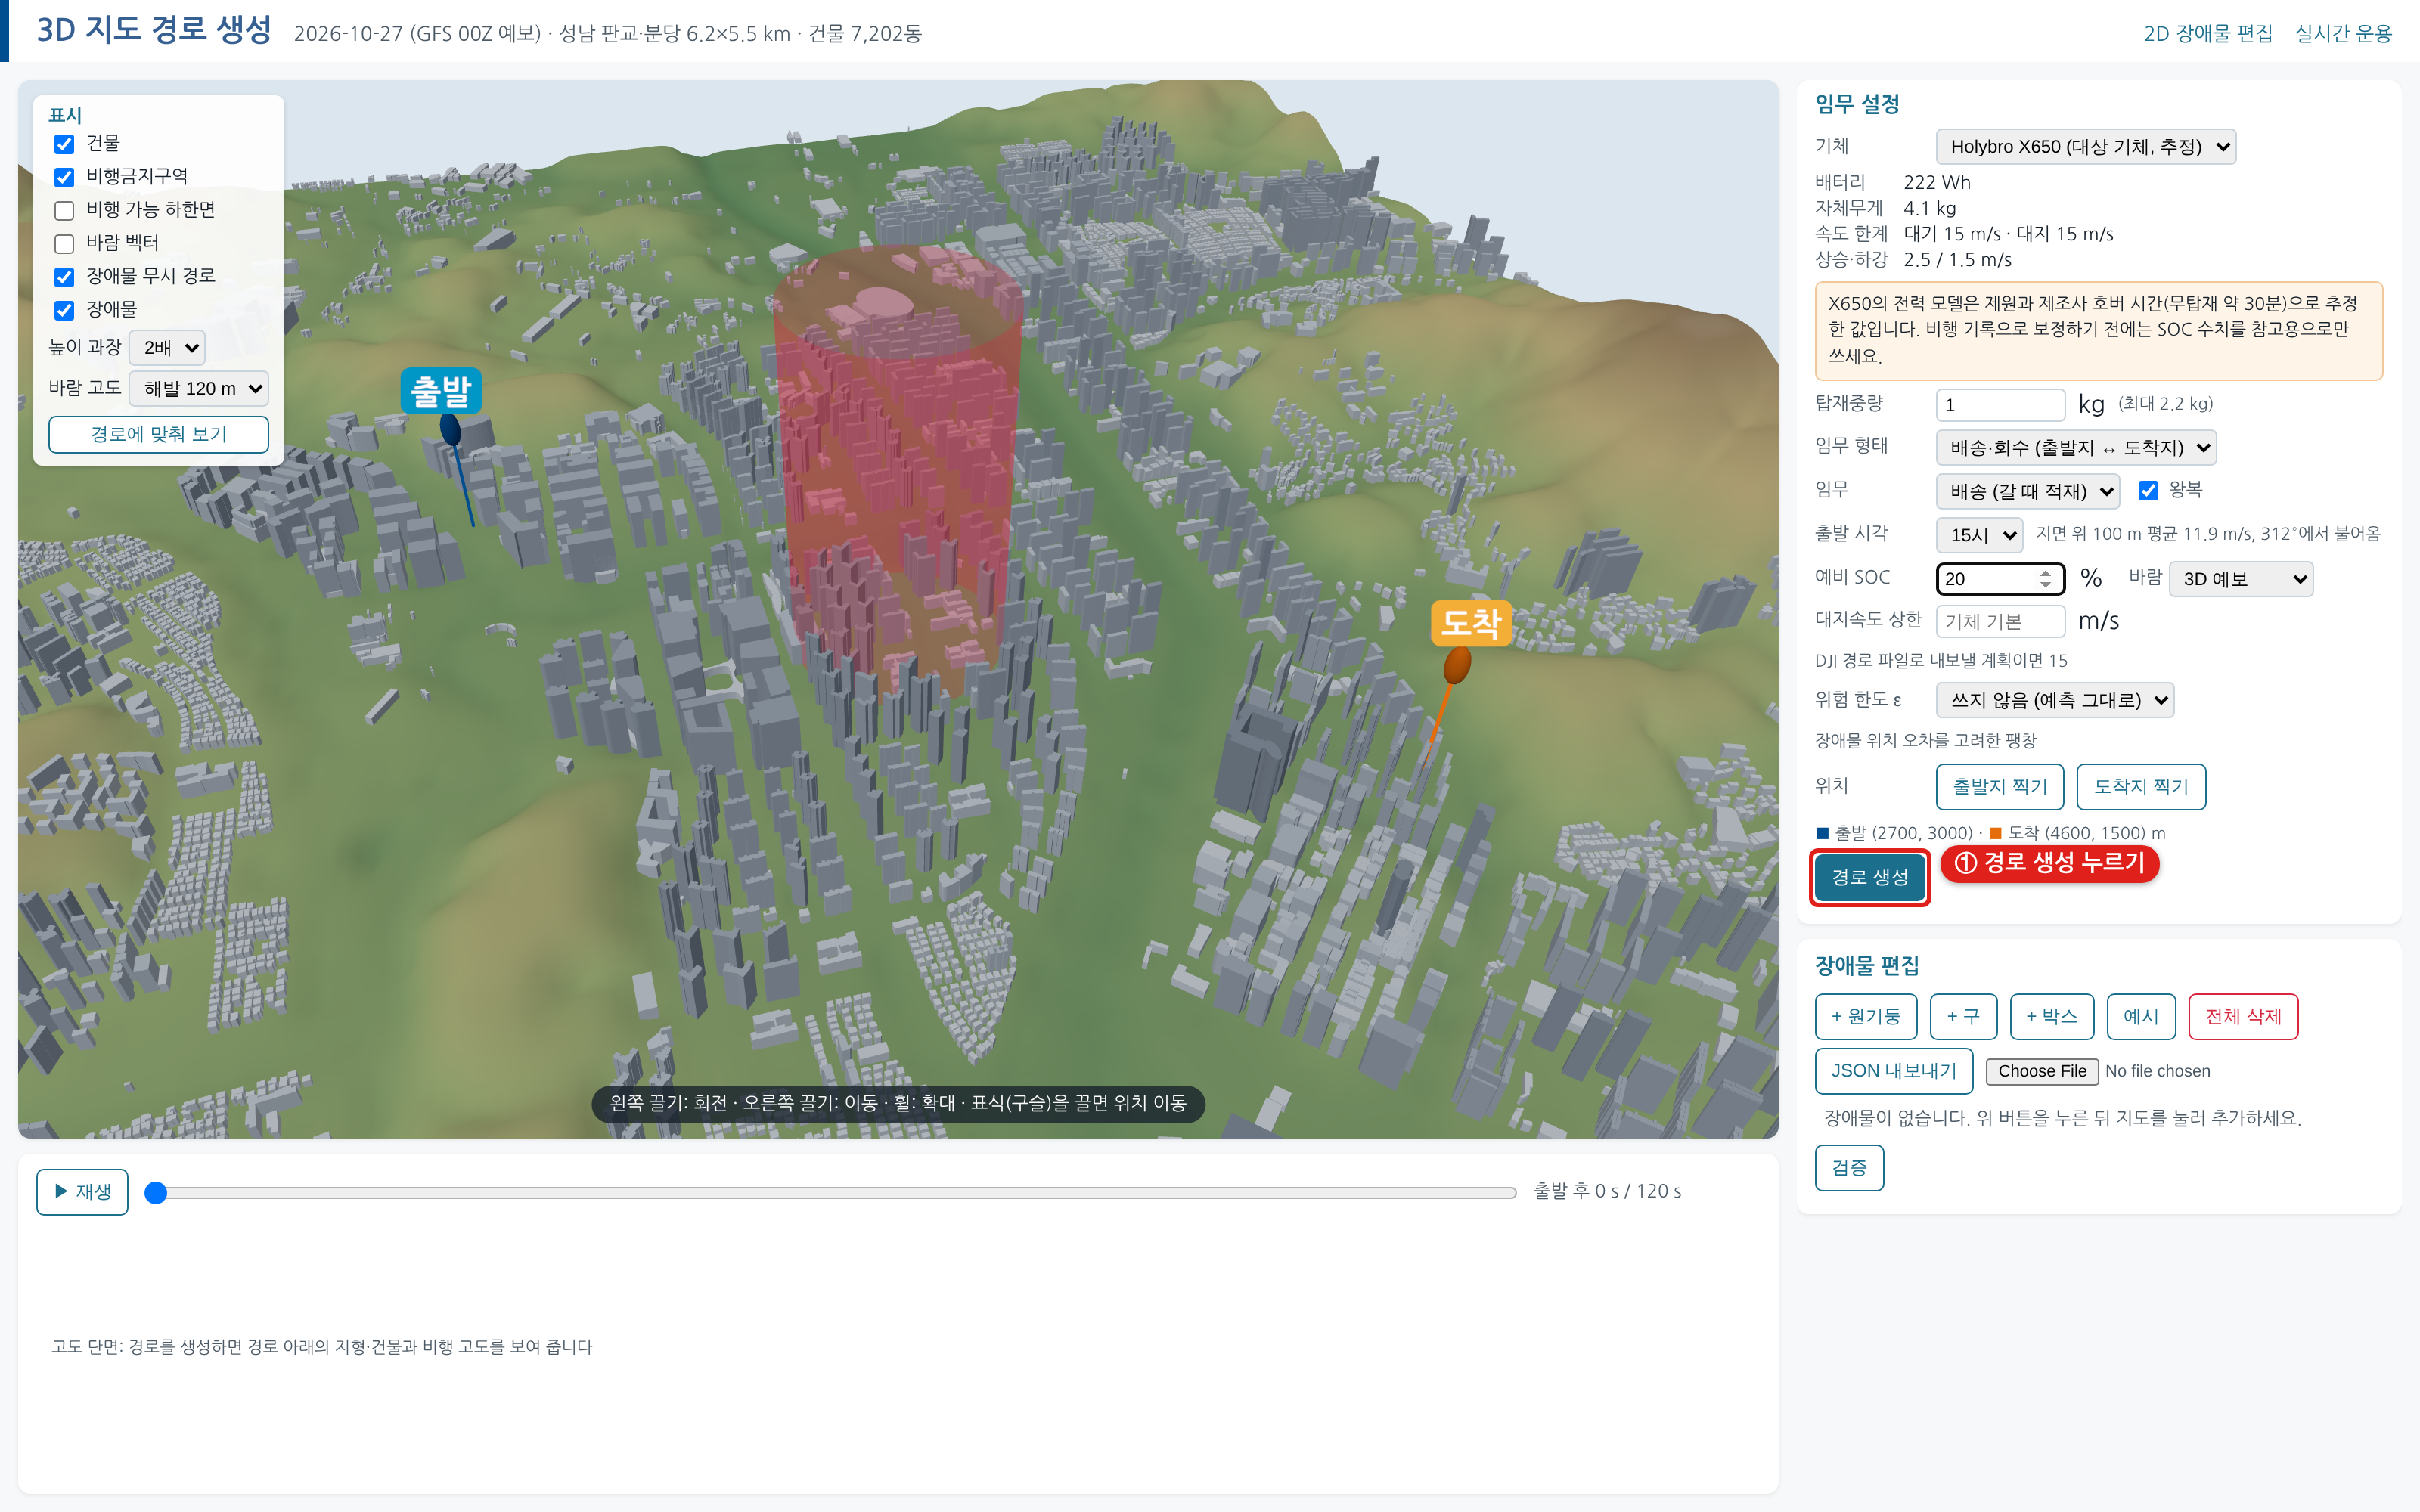 3D 지도 경로 생성
2026-10-27 (GFS 00Z 예보) · 성남 판교·분당 6.2×5.5 km · 건물 7,202동
2D 장애물 편집
실시간 운용
표시
건물
비행금지구역
비행 가능 하한면
바람 벡터
장애물 무시 경로
장애물
높이 과장 2배
바람 고도 해발 120 m
경로에 맞춰 보기
출발
도착
왼쪽 끌기: 회전 · 오른쪽 끌기: 이동 · 휠: 확대 · 표식(구슬)을 끌면 위치 이동
▶ 재생
출발 후 0 s / 120 s
고도 단면: 경로를 생성하면 경로 아래의 지형·건물과 비행 고도를 보여 줍니다
임무 설정
기체 Holybro X650 (대상 기체, 추정)
배터리 222 Wh
자체무게 4.1 kg
속도 한계 대기 15 m/s · 대지 15 m/s
상승·하강 2.5 / 1.5 m/s
X650의 전력 모델은 제원과 제조사 호버 시간(무탑재 약 30분)으로 추정
한 값입니다. 비행 기록으로 보정하기 전에는 SOC 수치를 참고용으로만
쓰세요.
탑재중량 1 kg (최대 2.2 kg)
임무 형태 배송·회수 (출발지 ↔ 도착지)
임무 배송 (갈 때 적재) 왕복
출발 시각 15시 지면 위 100 m 평균 11.9 m/s, 312°에서 불어옴
예비 SOC 20 % 바람 3D 예보
대지속도 상한 기체 기본 m/s
DJI 경로 파일로 내보낼 계획이면 15
위험 한도 ε 쓰지 않음 (예측 그대로)
장애물 위치 오차를 고려한 팽창
위치 출발지 찍기 도착지 찍기
■ 출발 (2700, 3000) · ■ 도착 (4600, 1500) m
경로 생성 ① 경로 생성 누르기
장애물 편집
+ 원기둥 + 구 + 박스 예시 전체 삭제
JSON 내보내기 Choose File No file chosen
장애물이 없습니다. 위 버튼을 누른 뒤 지도를 눌러 추가하세요.
검증